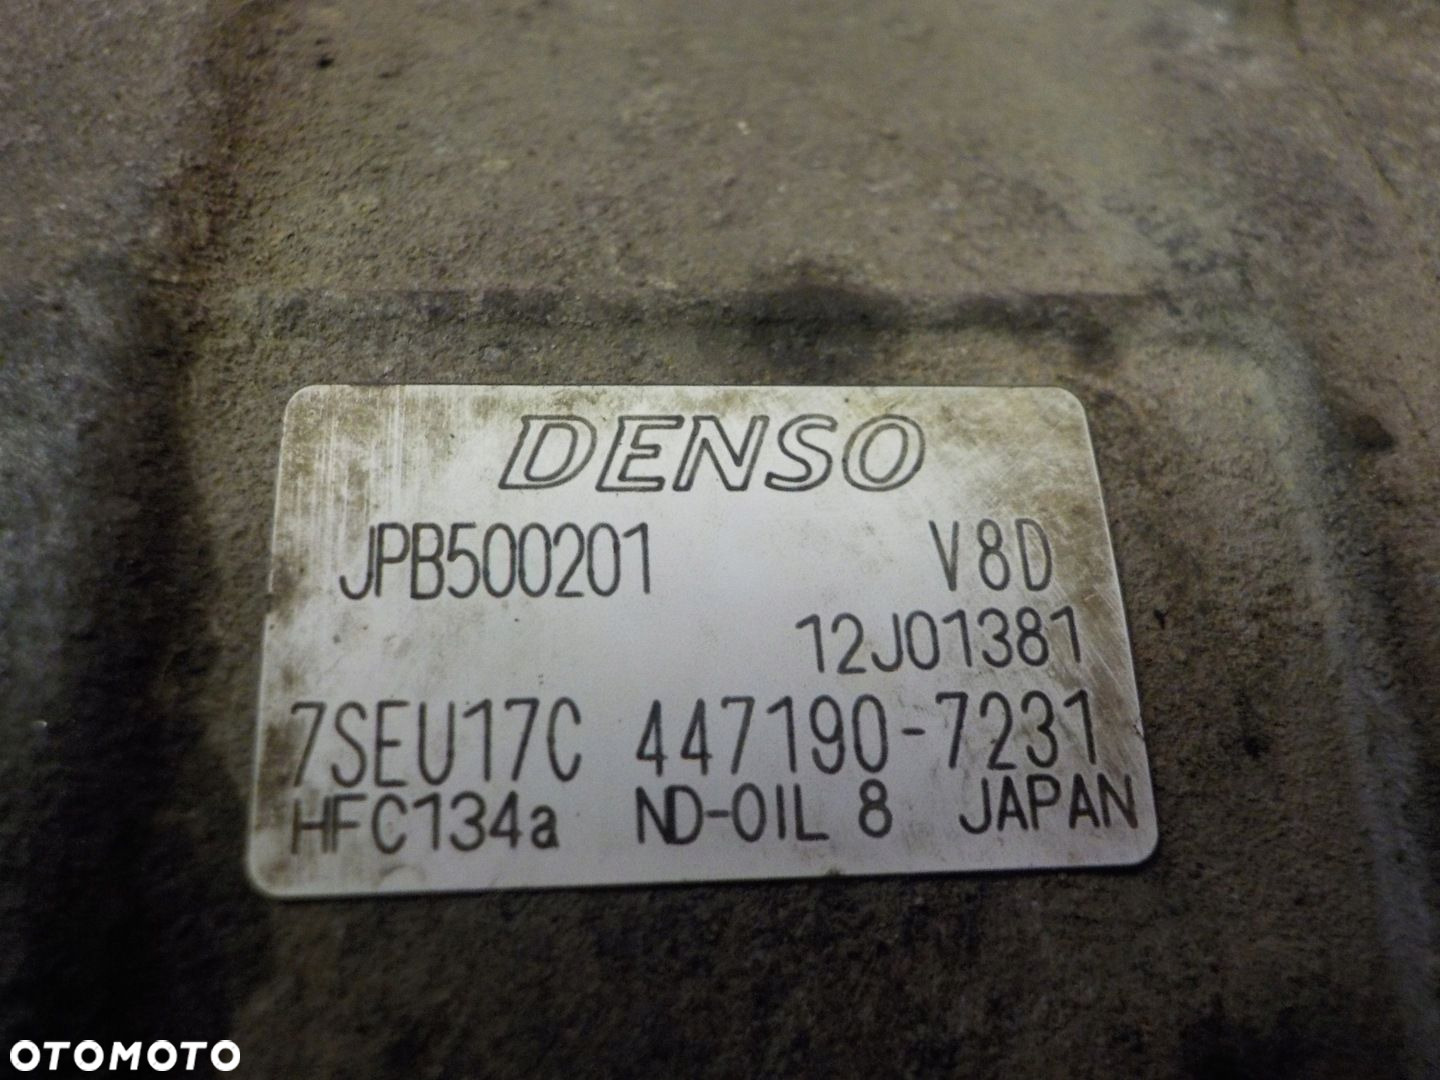 DENSO
JPB500201 V8D
12J01381
7SEU17C 447190-7231
HFC134a ND-OIL 8 JAPAN
OTOMOTO